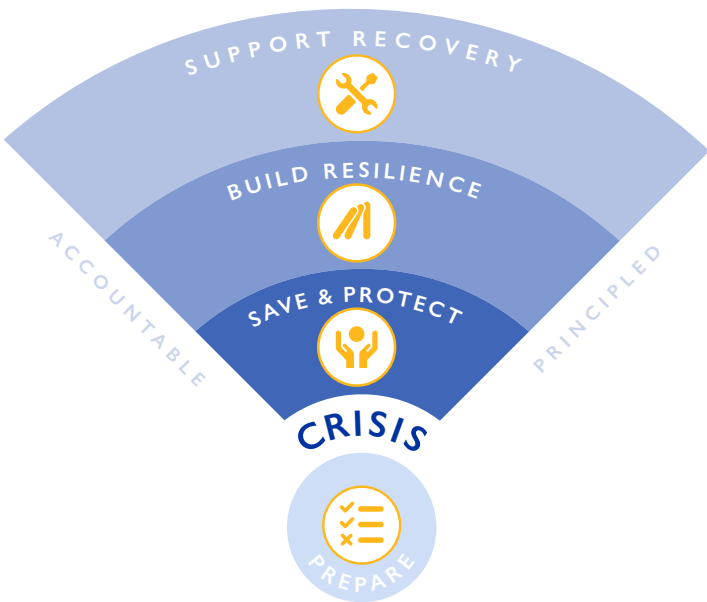 SUPPORT RECOVERY
BUILD RESILIENCE
SAVE & PROTECT
ACCOUNTABLE
PRINCIPLED
CRISIS
PREPARE